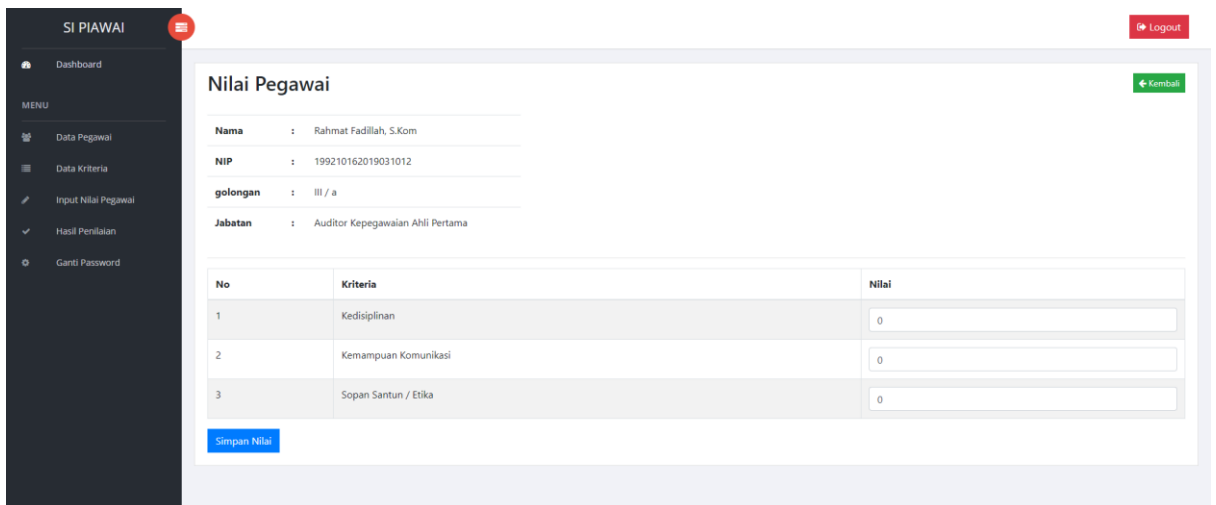 SI PIAWAI
Logout
Dashboard
MENU
Data Pegawai
Data Kriteria
Input Nilai Pegawai
Hasil Penilaian
Ganti Password
Nilai Pegawai
Kembali
Nama : Rahmat Fadillah, S.Kom
NIP : 199210162019031012
golongan : III / a
Jabatan : Auditor Kepegawaian Ahli Pertama
No Kriteria Nilai
1 Kedisiplinan 0
2 Kemampuan Komunikasi 0
3 Sopan Santun / Etika 0
Simpan Nilai